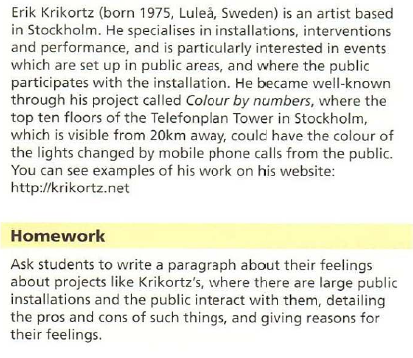 Erik Krikortz (born 1975, Luleå, Sweden) is an artist based
in Stockholm. He specialises in installations, interventions
and performance, and is particularly interested in events
which are set up in public areas, and where the public
participates with the installation. He became well-known
through his project called Colour by numbers, where the
top ten floors of the Telefonplan Tower in Stockholm,
which is visible from 20km away, could have the colour of
the lights changed by mobile phone calls from the public.
You can see examples of his work on his website:
http://krikortz.net
Homework
Ask students to write a paragraph about their feelings
about projects like Krikortz's, where there are large public
installations and the public interact with them, detailing
the pros and cons of such things, and giving reasons for
their feelings.